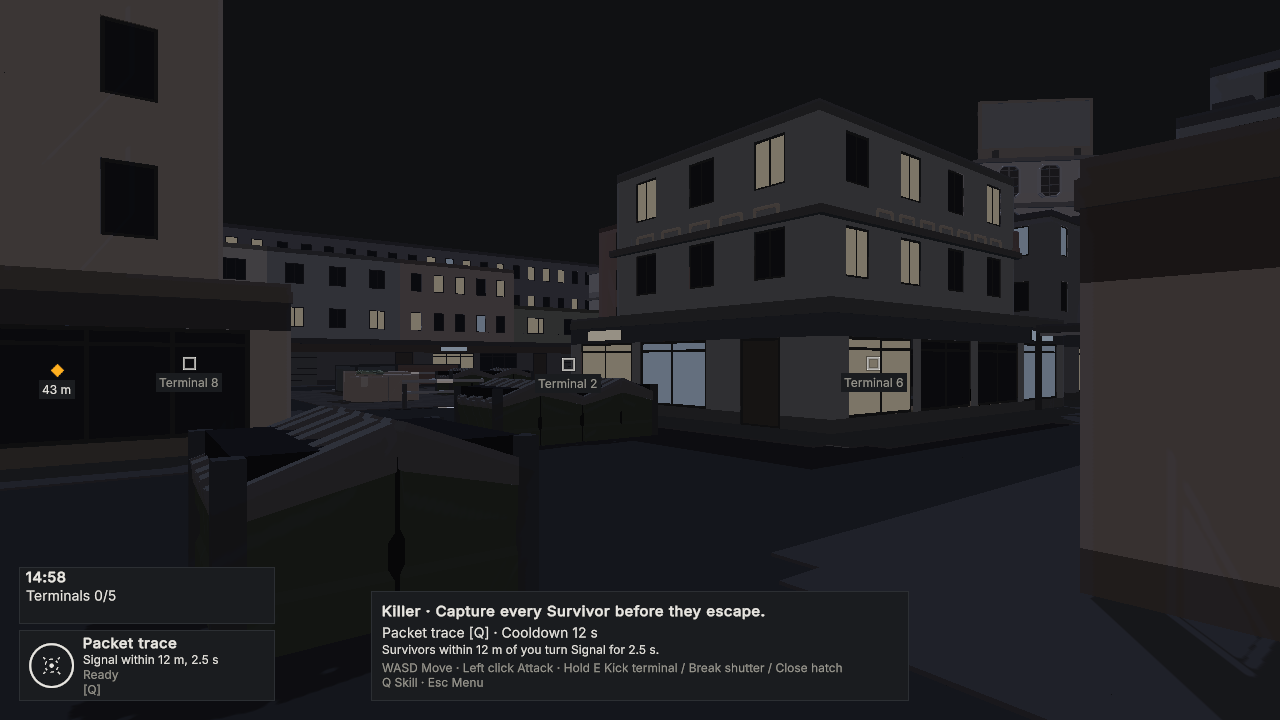 43 m
Terminal 8
Terminal 2
Terminal 6
14:58
Terminals 0/5
Packet trace
Signal within 12 m, 2.5 s
Ready
[Q]
Killer · Capture every Survivor before they escape.
Packet trace [Q] · Cooldown 12 s
Survivors within 12 m of you turn Signal for 2.5 s.
WASD Move · Left click Attack · Hold E Kick terminal / Break shutter / Close hatch
Q Skill · Esc Menu